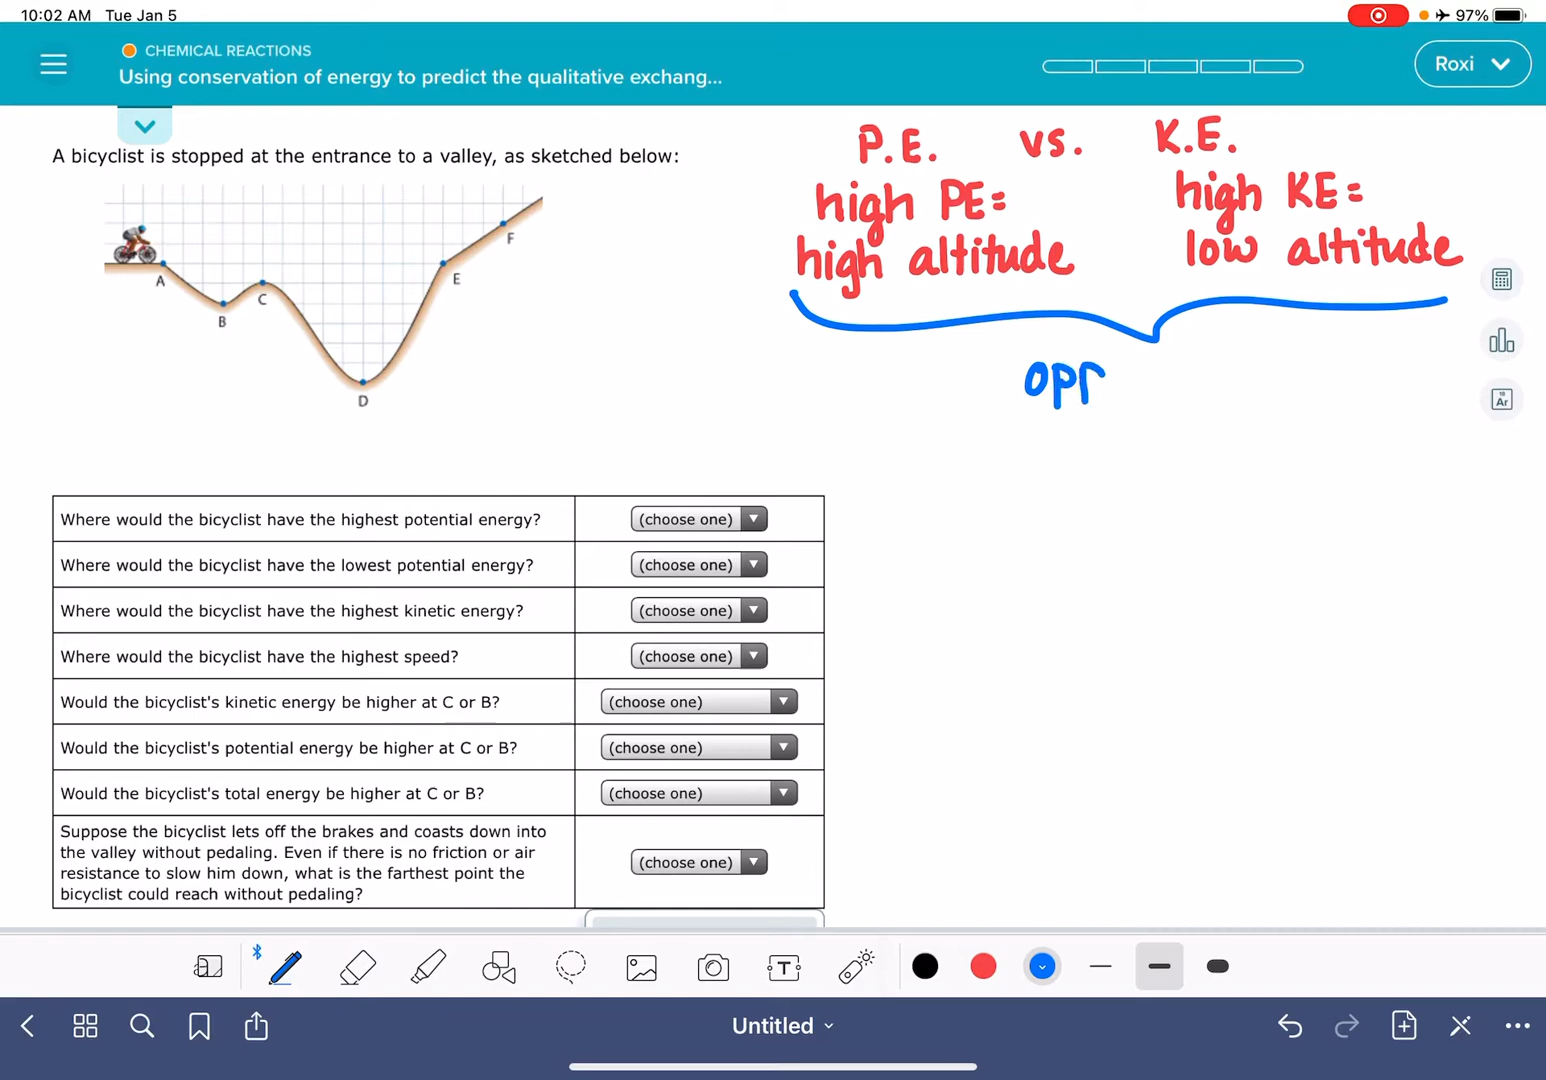 10:02 AM Tue Jan 5
97%
CHEMICAL REACTIONS
Using conservation of energy to predict the qualitative exchang...
Roxi
A bicyclist is stopped at the entrance to a valley, as sketched below:
A
B
C
D
E
F
P.E. vs. K.E.
high PE=
high altitude
high KE=
low altitude
opr
18
Ar
Where would the bicyclist have the highest potential energy? (choose one)
Where would the bicyclist have the lowest potential energy? (choose one)
Where would the bicyclist have the highest kinetic energy? (choose one)
Where would the bicyclist have the highest speed? (choose one)
Would the bicyclist's kinetic energy be higher at C or B? (choose one)
Would the bicyclist's potential energy be higher at C or B? (choose one)
Would the bicyclist's total energy be higher at C or B? (choose one)
Suppose the bicyclist lets off the brakes and coasts down into
the valley without pedaling. Even if there is no friction or air
resistance to slow him down, what is the farthest point the
bicyclist could reach without pedaling?
(choose one)
T
Untitled